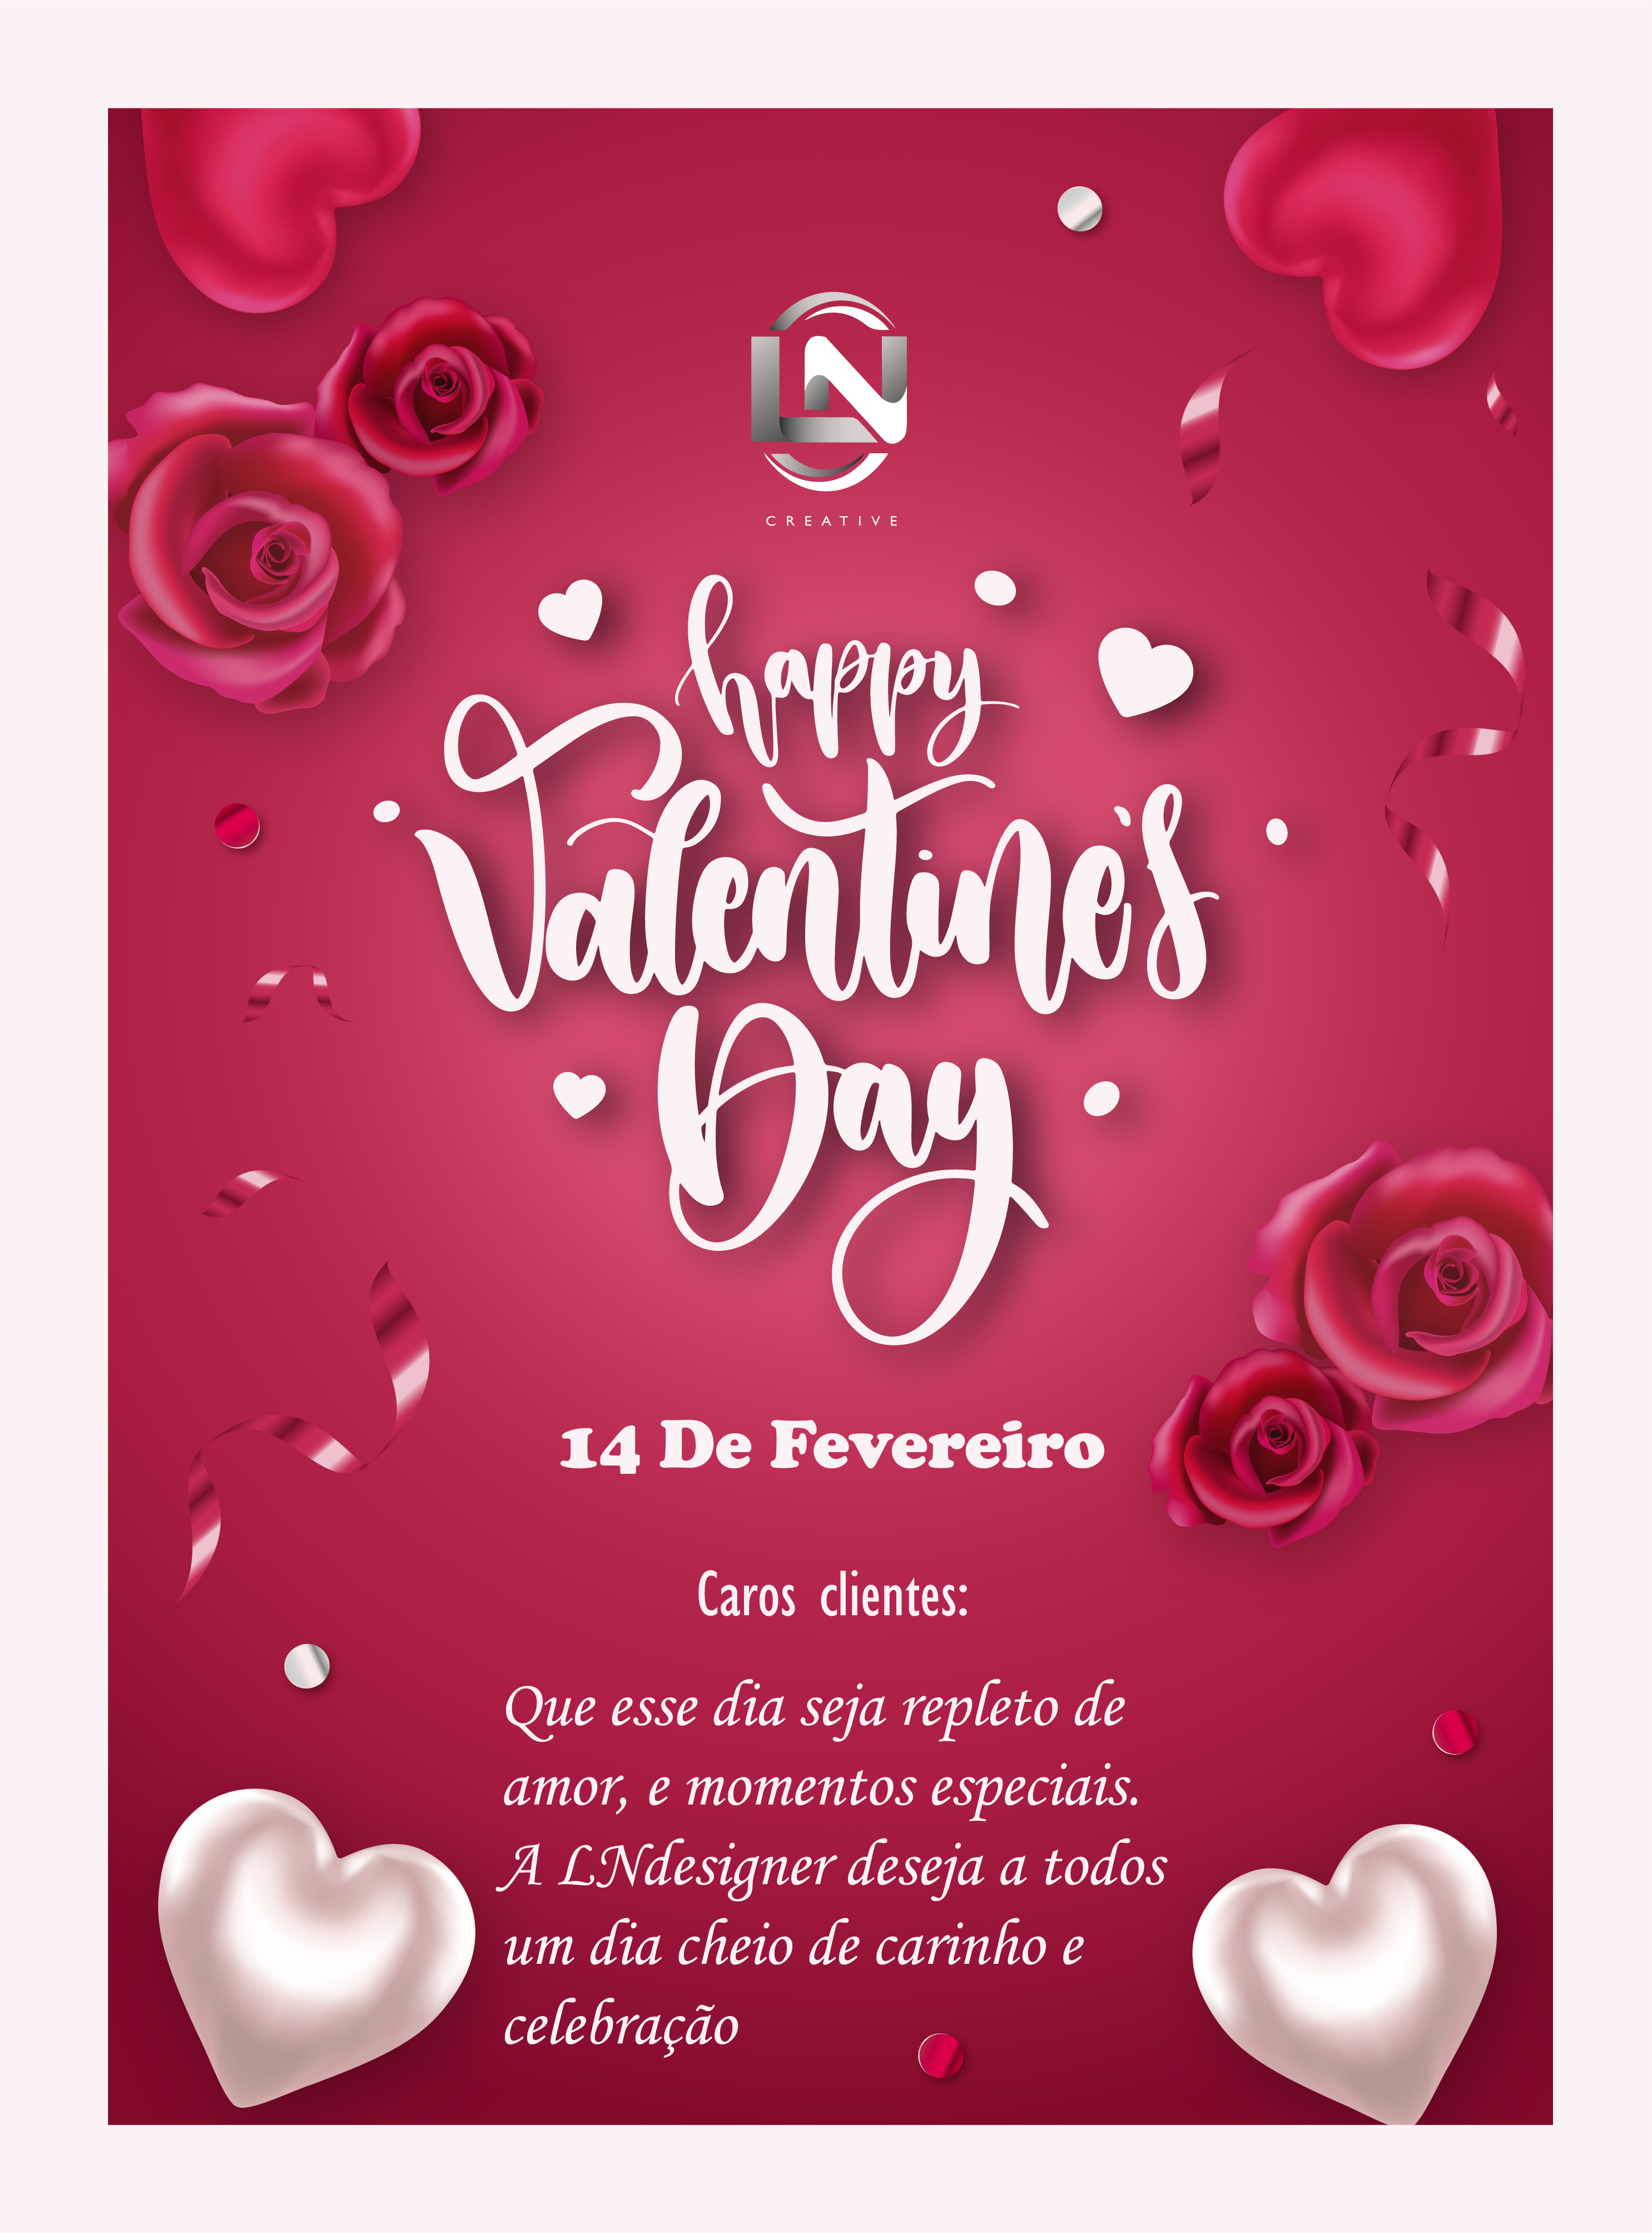 LN
CREATIVE
happy
Valentine's
Day
14 De Fevereiro
Caros clientes:
Que esse dia seja repleto de
amor, e momentos especiais.
A LNdesigner deseja a todos
um dia cheio de carinho e
celebração